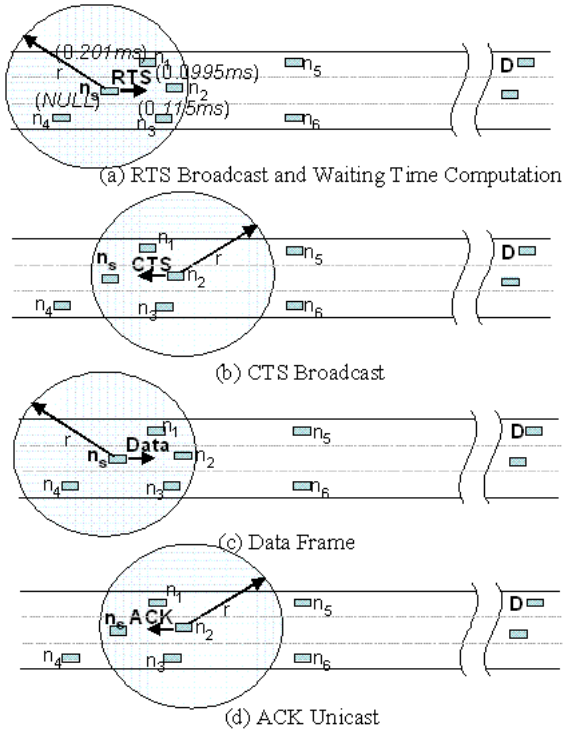 (0.201ms) n1 n5 D
r RTS (0.0995ms)
ns n2
(NULL) (0.115ms)
n4 n3 n6
(a) RTS Broadcast and Waiting Time Computation
n1 r n5 D
ns CTS n2
n4 n3 n6
(b) CTS Broadcast
n1 n5 D
r Data
ns n2
n4 n3 n6
(c) Data Frame
n1 r n5 D
ns ACK n2
n4 n3 n6
(d) ACK Unicast